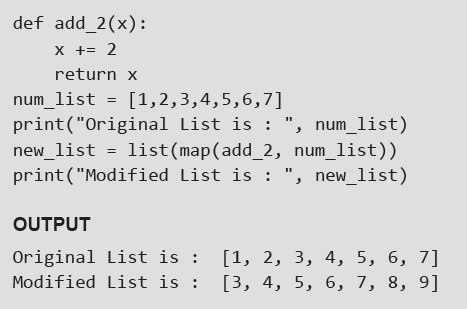 def add_2(x):
    x += 2
    return x
num_list = [1,2,3,4,5,6,7]
print("Original List is : ", num_list)
new_list = list(map(add_2, num_list))
print("Modified List is : ", new_list)
OUTPUT
Original List is :  [1, 2, 3, 4, 5, 6, 7]
Modified List is :  [3, 4, 5, 6, 7, 8, 9]